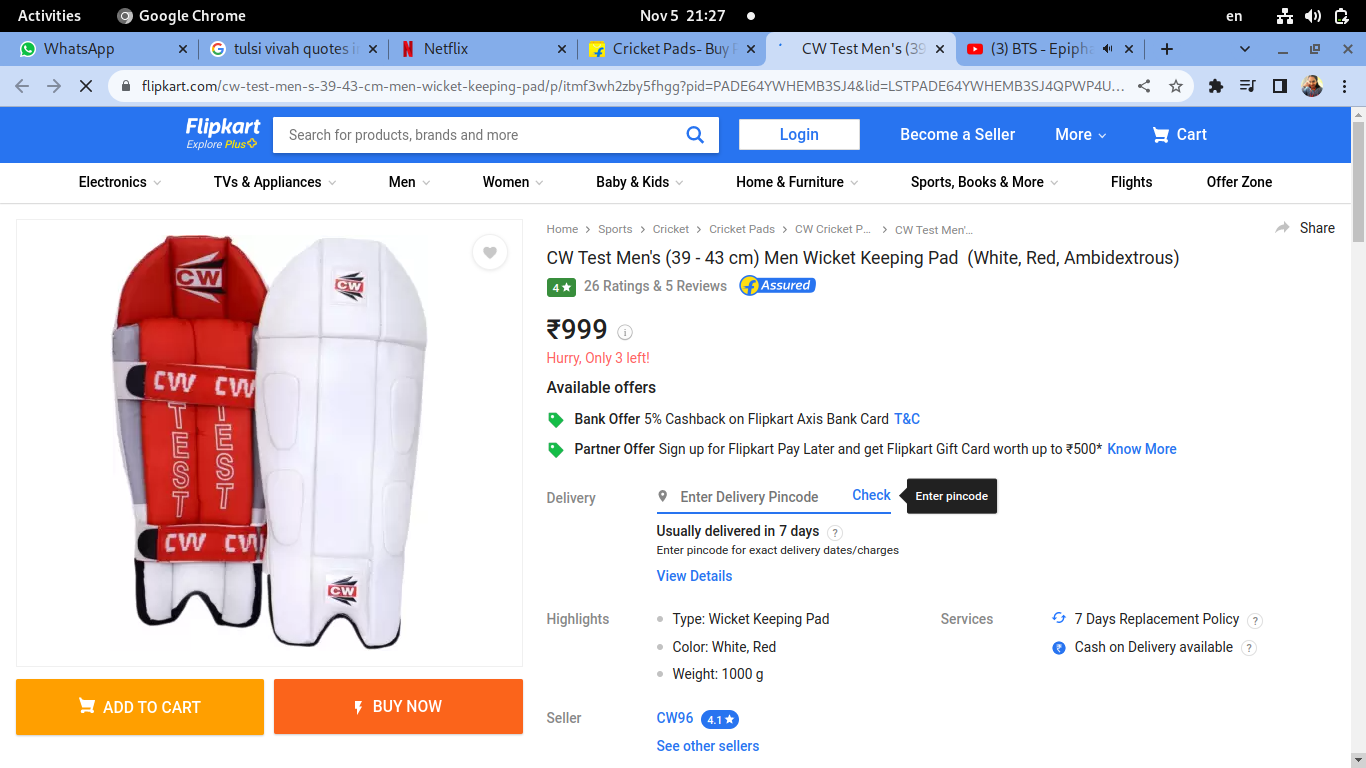 Activities Google Chrome Nov 5 21:27 en
WhatsApp tulsi vivah quotes i Netflix Cricket Pads- Buy CW Test Men's (39 (3) BTS - Epiph
flipkart.com/cw-test-men-s-39-43-cm-men-wicket-keeping-pad/p/itmf3wh2zby5fhgg?pid=PADE64YWHEMB3SJ4&lid=LSTPADE64YWHEMB3SJ4QPWP4U...
Flipkart
Explore Plus
Search for products, brands and more
Login
Become a Seller
More
Cart
Electronics TVs & Appliances Men Women Baby & Kids Home & Furniture Sports, Books & More Flights Offer Zone
CW
CW CW
TEST TEST
CW CW
CW
CW
ADD TO CART
BUY NOW
Home > Sports > Cricket > Cricket Pads > CW Cricket P... > CW Test Men'...
Share
CW Test Men's (39 - 43 cm) Men Wicket Keeping Pad (White, Red, Ambidextrous)
4 ★ 26 Ratings & 5 Reviews Assured
₹999
Hurry, Only 3 left!
Available offers
Bank Offer 5% Cashback on Flipkart Axis Bank Card T&C
Partner Offer Sign up for Flipkart Pay Later and get Flipkart Gift Card worth up to ₹500* Know More
Delivery
Enter Delivery Pincode Check
Enter pincode
Usually delivered in 7 days ?
Enter pincode for exact delivery dates/charges
View Details
Highlights
Type: Wicket Keeping Pad
Color: White, Red
Weight: 1000 g
Services
7 Days Replacement Policy ?
Cash on Delivery available ?
Seller
CW96 4.1 ★
See other sellers